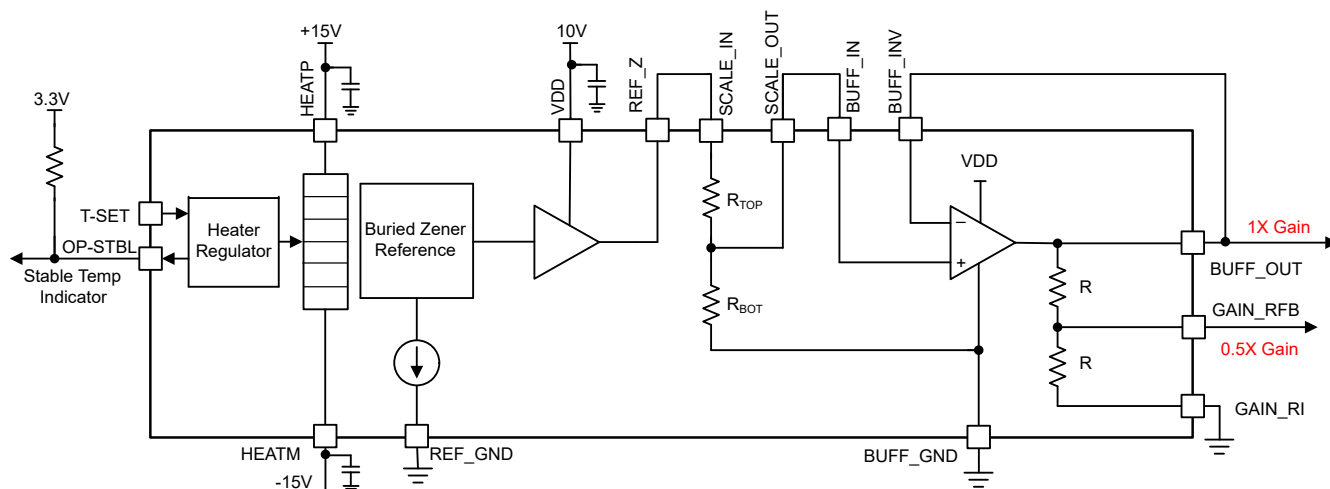 +15V
10V
3.3V
HEATP
VDD
REF_Z
SCALE_IN
SCALE_OUT
BUFF_IN
BUFF_INV
VDD
T-SET
OP-STBL
Stable Temp
Indicator
Heater
Regulator
Buried Zener
Reference
RTOP
RBOT
−
+
R
R
1X Gain
BUFF_OUT
GAIN_RFB
0.5X Gain
GAIN_RI
HEATM
-15V
REF_GND
BUFF_GND